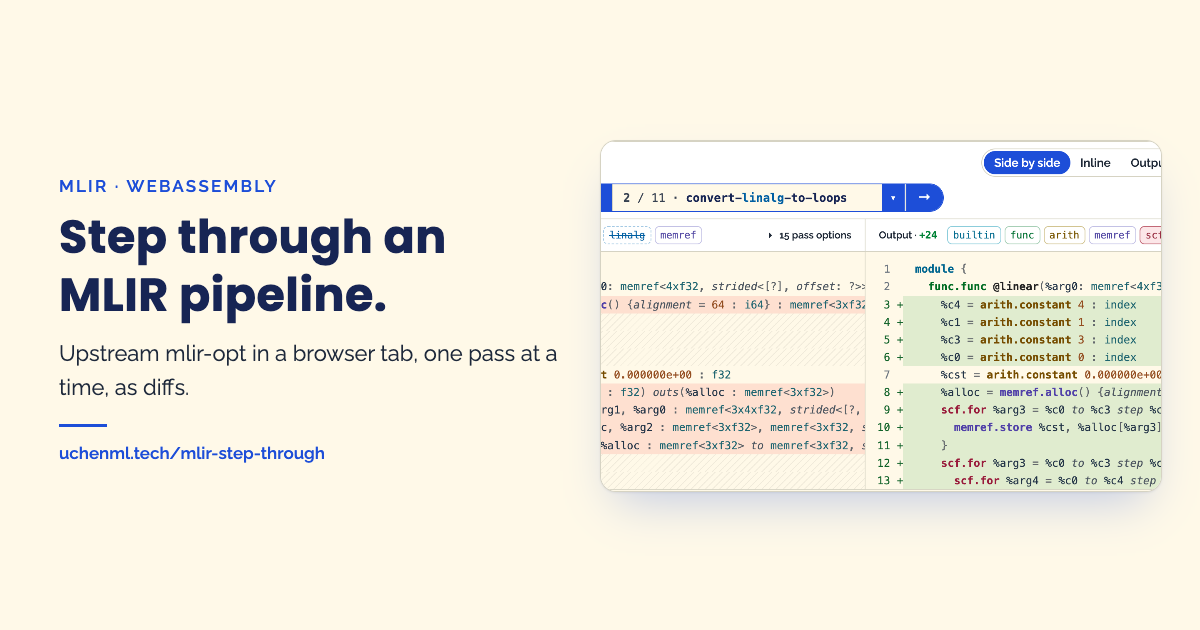 MLIR · WEBASSEMBLY
Step through an
MLIR pipeline.
Upstream mlir-opt in a browser tab, one pass at a
time, as diffs.
uchenml.tech/mlir-step-through
Side by side Inline
2 / 11 · convert-linalg-to-loops ▾ →
linalg memref ▸ 15 pass options
0: memref<4xf32, strided<[?], offset: ?>>
c() {alignment = 64 : i64} : memref<3xf32
t 0.000000e+00 : f32
: f32) outs(%alloc : memref<3xf32>)
rg1, %arg0 : memref<3x4xf32, strided<[?,
c, %arg2 : memref<3xf32>, memref<3xf32,
%alloc : memref<3xf32> to memref<3xf32,
Output · +24 builtin func arith memref scf
1 module {
2 func.func @linear(%arg0: memref<4xf3
3 + %c4 = arith.constant 4 : index
4 + %c1 = arith.constant 1 : index
5 + %c3 = arith.constant 3 : index
6 + %c0 = arith.constant 0 : index
7 %cst = arith.constant 0.000000e+00
8 + %alloc = memref.alloc() {alignment
9 + scf.for %arg3 = %c0 to %c3 step %c
10 + memref.store %cst, %alloc[%arg3]
11 + }
12 + scf.for %arg3 = %c0 to %c3 step %c
13 + scf.for %arg4 = %c0 to %c4 step